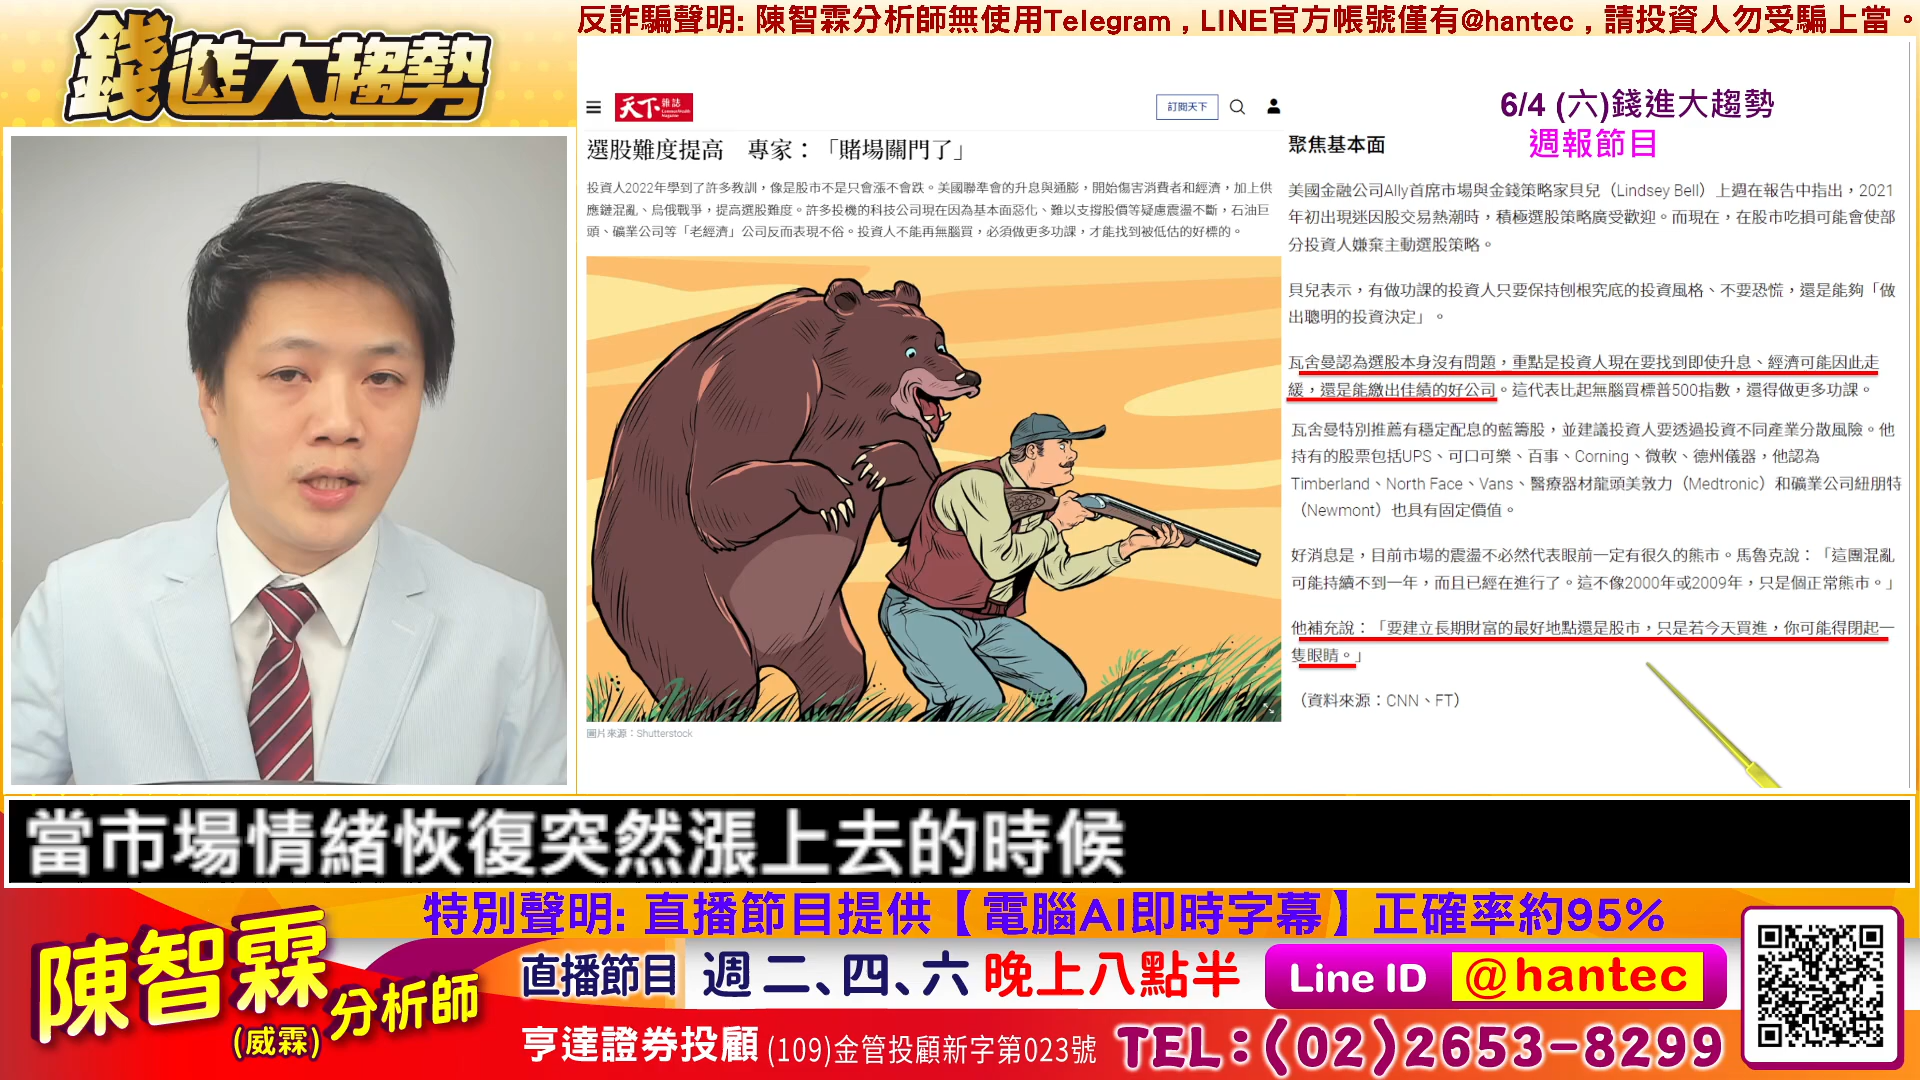 反詐騙聲明: 陳智霖分析師無使用Telegram , LINE官方帳號僅有@hantec , 請投資人勿受騙上當。
錢進大趨勢
天下雜誌
CommonWealth Magazine
訂閱天下
6/4 (六)錢進大趨勢
週報節目
選股難度提高　專家：「賭場關門了」
投資人2022年學到了許多教訓，像是股市不是只會漲不會跌。美國聯準會的升息與通膨，開始傷害消費者和經濟，加上供
應鏈混亂、烏俄戰爭，提高選股難度。許多投機的科技公司現在因為基本面惡化、難以支撐股價等疑慮震盪不斷，石油巨
頭、礦業公司等「老經濟」公司反而表現不俗。投資人不能再無腦買，必須做更多功課，才能找到被低估的好標的。
圖片來源：Shutterstock
聚焦基本面
美國金融公司Ally首席市場與金錢策略家貝兒（Lindsey Bell）上週在報告中指出，2021
年初出現迷因股交易熱潮時，積極選股策略廣受歡迎。而現在，在股市吃損可能會使部
分投資人嫌棄主動選股策略。
貝兒表示，有做功課的投資人只要保持刨根究底的投資風格、不要恐慌，還是能夠「做
出聰明的投資決定」。
瓦舍曼認為選股本身沒有問題，重點是投資人現在要找到即使升息、經濟可能因此走
緩，還是能繳出佳績的好公司。這代表比起無腦買標普500指數，還得做更多功課。
瓦舍曼特別推薦有穩定配息的藍籌股，並建議投資人要透過投資不同產業分散風險。他
持有的股票包括UPS、可口可樂、百事、Corning、微軟、德州儀器，他認為
Timberland、North Face、Vans、醫療器材龍頭美敦力（Medtronic）和礦業公司紐朋特
（Newmont）也具有固定價值。
好消息是，目前市場的震盪不必然代表眼前一定有很久的熊市。馬魯克說：「這團混亂
可能持續不到一年，而且已經在進行了。這不像2000年或2009年，只是個正常熊市。」
他補充說：「要建立長期財富的最好地點還是股市，只是若今天買進，你可能得閉起一
隻眼睛。」
（資料來源：CNN、FT）
當市場情緒恢復突然漲上去的時候
特別聲明: 直播節目提供【電腦AI即時字幕】正確率約95%
陳智霖分析師
(威霖)
直播節目 週二、四、六 晚上八點半
Line ID @hantec
亨達證券投顧 (109)金管投顧新字第023號 TEL:(02)2653-8299